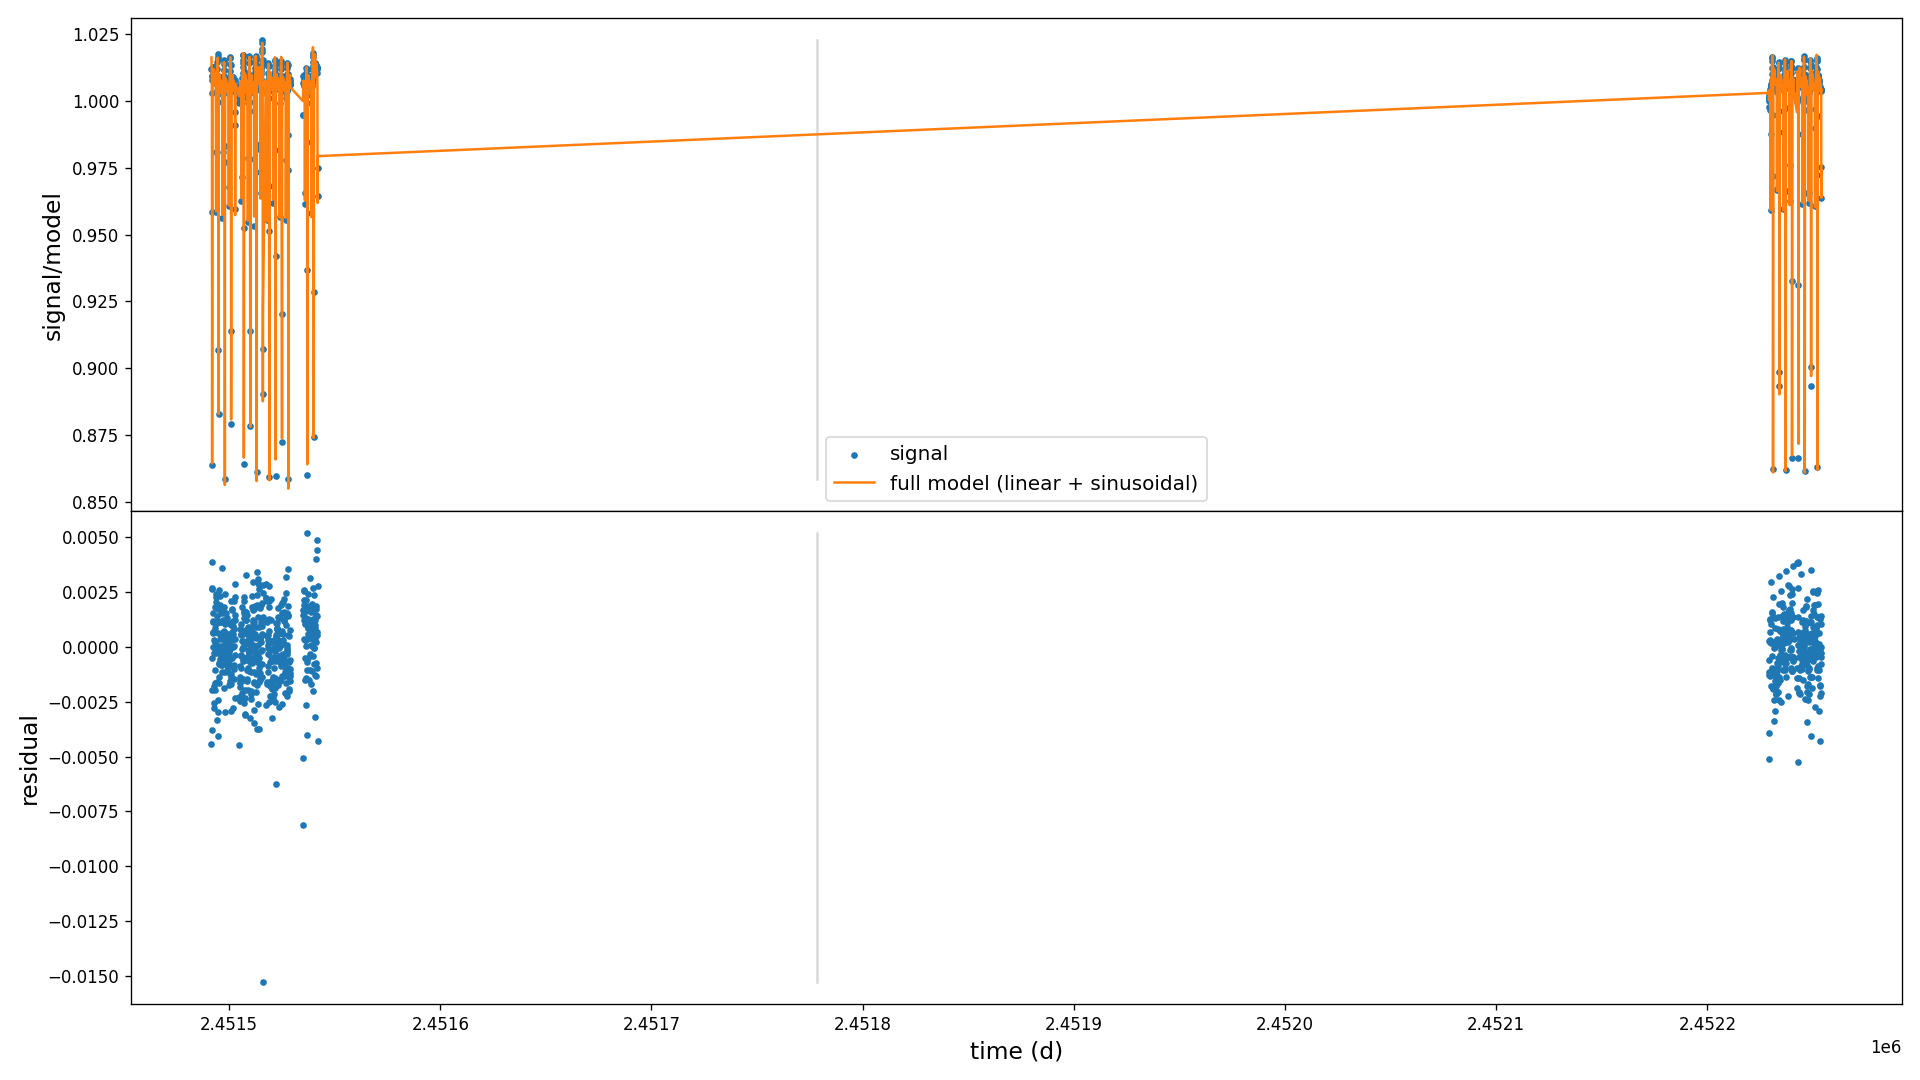 1.025
1.000
0.975
0.950
0.925
0.900
0.875
0.850
signal/model
signal
full model (linear + sinusoidal)
0.0050
0.0025
0.0000
−0.0025
−0.0050
−0.0075
−0.0100
−0.0125
−0.0150
residual
2.4515 2.4516 2.4517 2.4518 2.4519 2.4520 2.4521 2.4522
1e6
time (d)